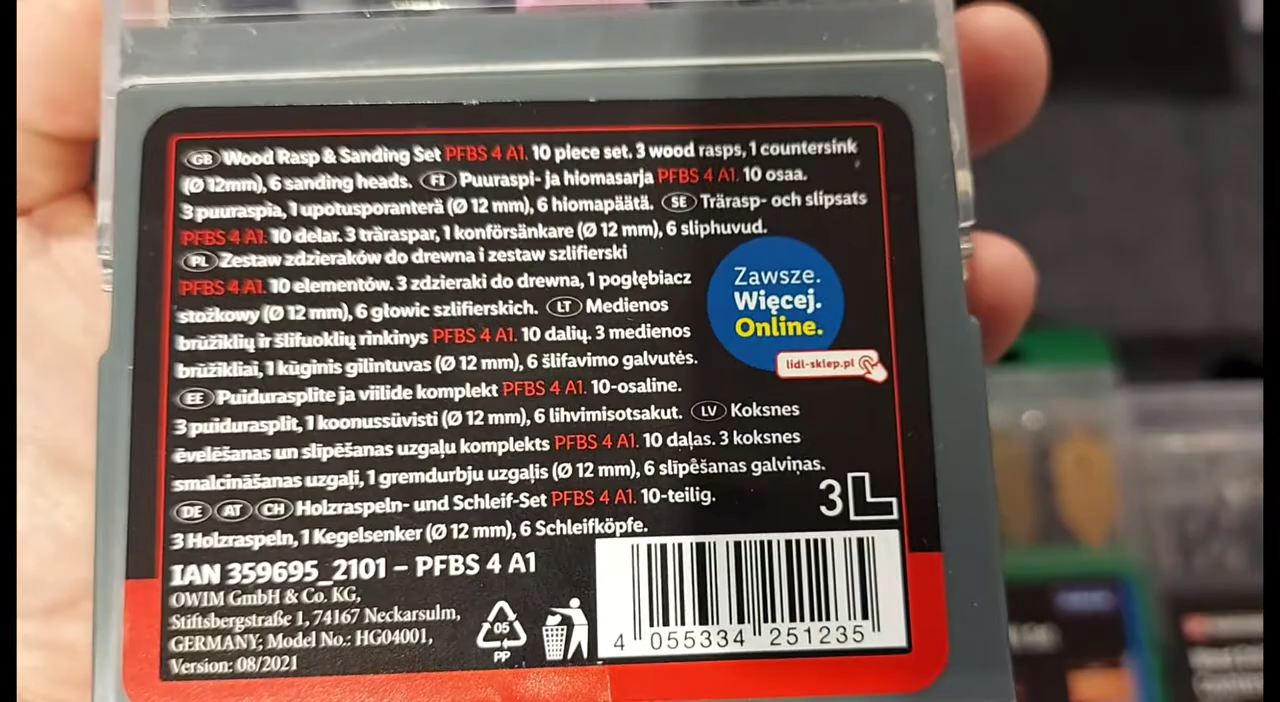 GB Wood Rasp & Sanding Set PFBS 4 A1. 10 piece set. 3 wood rasps, 1 countersink
(Ø 12mm), 6 sanding heads. FI Puuraspi- ja hiomasarja PFBS 4 A1. 10 osaa.
3 puuraspia, 1 upotusporanterä (Ø 12 mm), 6 hiomapäätä. SE Trärasp- och slipsats
PFBS 4 A1. 10 delar. 3 träraspar, 1 konförsänkare (Ø 12 mm), 6 sliphuvud.
PL Zestaw zdzieraków do drewna i zestaw szlifierski
PFBS 4 A1. 10 elementów. 3 zdzieraki do drewna, 1 pogłębiacz
stożkowy (Ø 12 mm), 6 głowic szlifierskich. LT Medienos
brūžiklių ir šlifuoklių rinkinys PFBS 4 A1. 10 dalių. 3 medienos
brūžikliai, 1 kūginis gilintuvas (Ø 12 mm), 6 šlifavimo galvutės.
EE Puidurasplite ja viilide komplekt PFBS 4 A1. 10-osaline.
3 puidurasplit, 1 koonussüvisti (Ø 12 mm), 6 lihvimisotsakut. LV Koksnes
ēvelēšanas un slīpēšanas uzgaļu komplekts PFBS 4 A1. 10 daļas. 3 koksnes
smalcināšanas uzgaļi, 1 gremdurbju uzgalis (Ø 12 mm), 6 slīpēšanas galviņas.
DE AT CH Holzraspeln- und Schleif-Set PFBS 4 A1. 10-teilig.
3 Holzraspeln, 1 Kegelsenker (Ø 12 mm), 6 Schleifköpfe.
Zawsze.
Więcej.
Online.
lidl-sklep.pl
3L
IAN 359695_2101 – PFBS 4 A1
OWIM GmbH & Co. KG,
Stiftsbergstraße 1, 74167 Neckarsulm,
GERMANY; Model No.: HG04001,
Version: 08/2021
05
PP
4 055334 251235